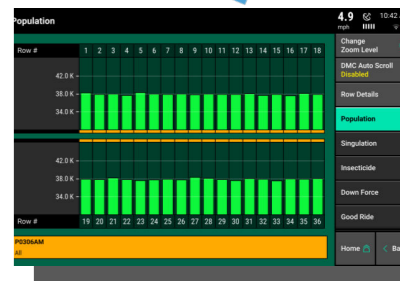 Population
4.9
mph
10:42
Change
Zoom Level
DMC Auto Scroll
Disabled
Row Details
Population
Singulation
Insecticide
Down Force
Good Ride
Home
Ba
Row # 1 2 3 4 5 6 7 8 9 10 11 12 13 14 15 16 17 18
42.0 K
38.0 K
34.0 K
42.0 K
38.0 K
34.0 K
Row # 19 20 21 22 23 24 25 26 27 28 29 30 31 32 33 34 35 36
P0306AM
All